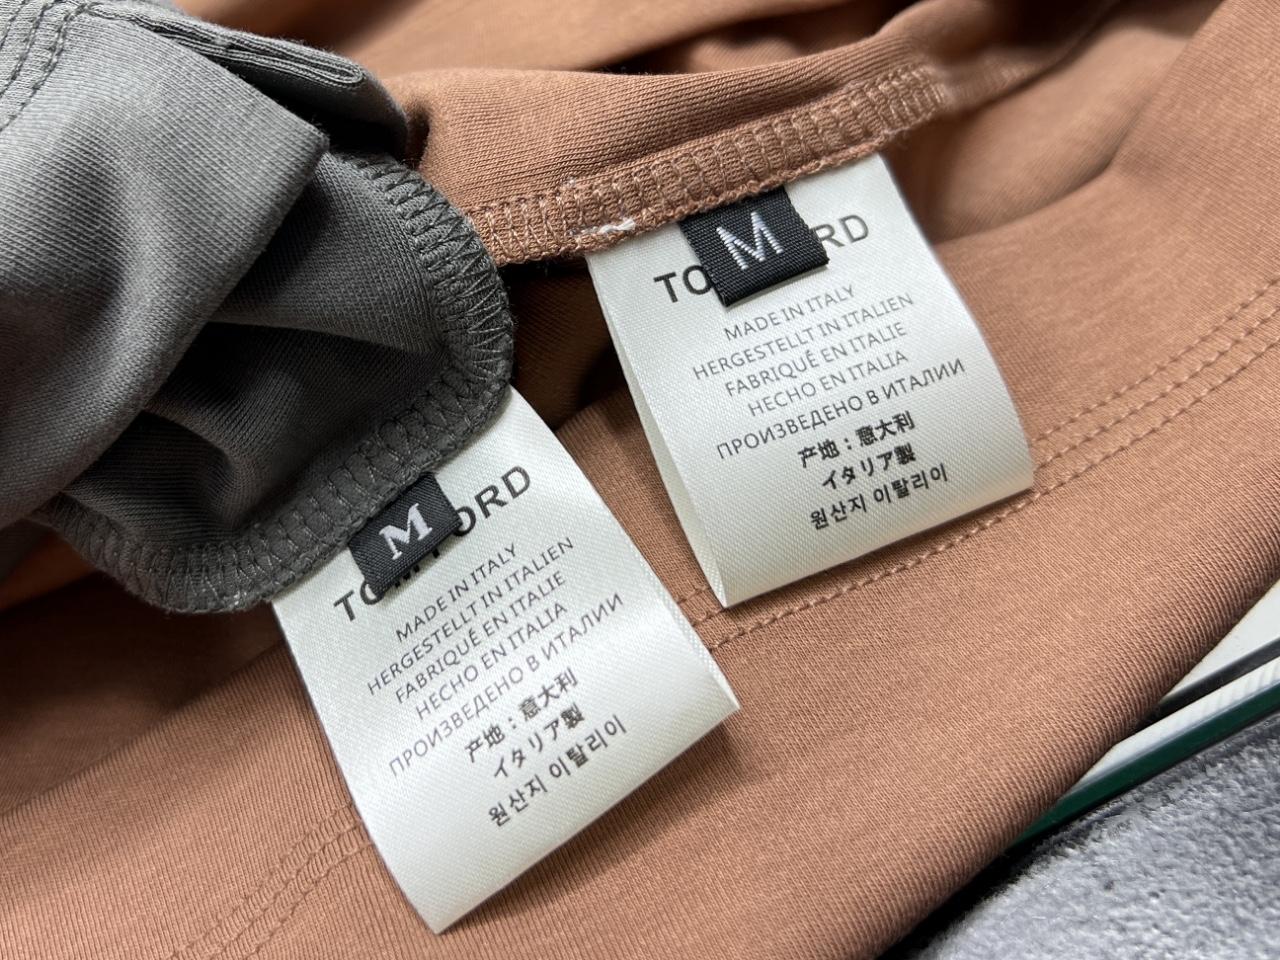 M
TOM FORD
MADE IN ITALY
HERGESTELLT IN ITALIEN
FABRIQUÉ EN ITALIE
HECHO EN ITALIA
ПРОИЗВЕДЕНО В ИТАЛИИ
产地：意大利
イタリア製
원산지 이탈리아
M
TO RD
MADE IN ITALY
HERGESTELLT IN ITALIEN
FABRIQUÉ EN ITALIE
HECHO EN ITALIA
ПРОИЗВЕДЕНО В ИТАЛИИ
产地：意大利
イタリア製
원산지 이탈리이